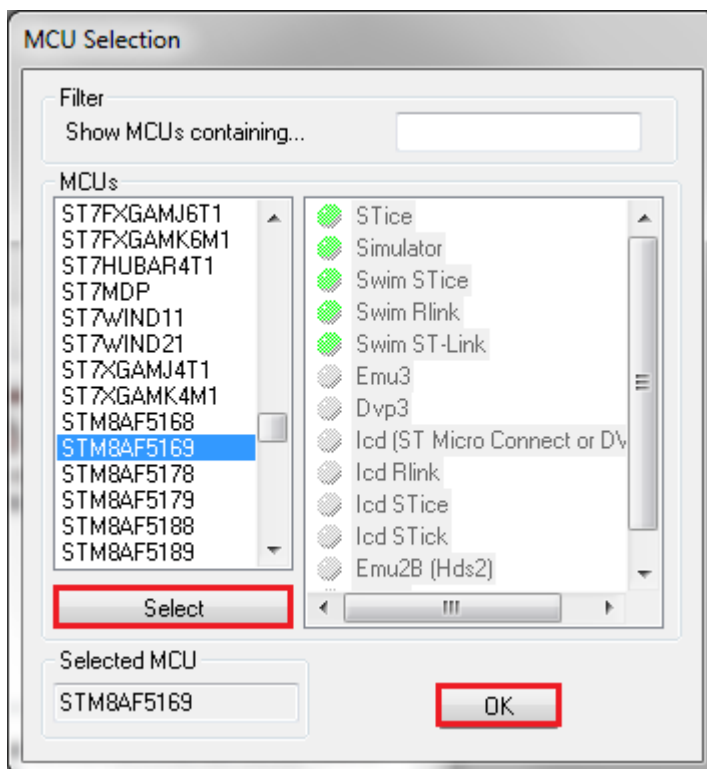 MCU Selection
Filter
Show MCUs containing...
MCUs
ST7FXGAMJ6T1
ST7FXGAMK6M1
ST7HUBAR4T1
ST7MDP
ST7WIND11
ST7WIND21
ST7XGAMJ4T1
ST7XGAMK4M1
STM8AF5168
STM8AF5169
STM8AF5178
STM8AF5179
STM8AF5188
STM8AF5189
STice
Simulator
Swim STice
Swim Rlink
Swim ST-Link
Emu3
Dvp3
Icd (ST Micro Connect or DV
Icd Rlink
Icd STice
Icd STick
Emu2B (Hds2)
Select
Selected MCU
STM8AF5169
OK